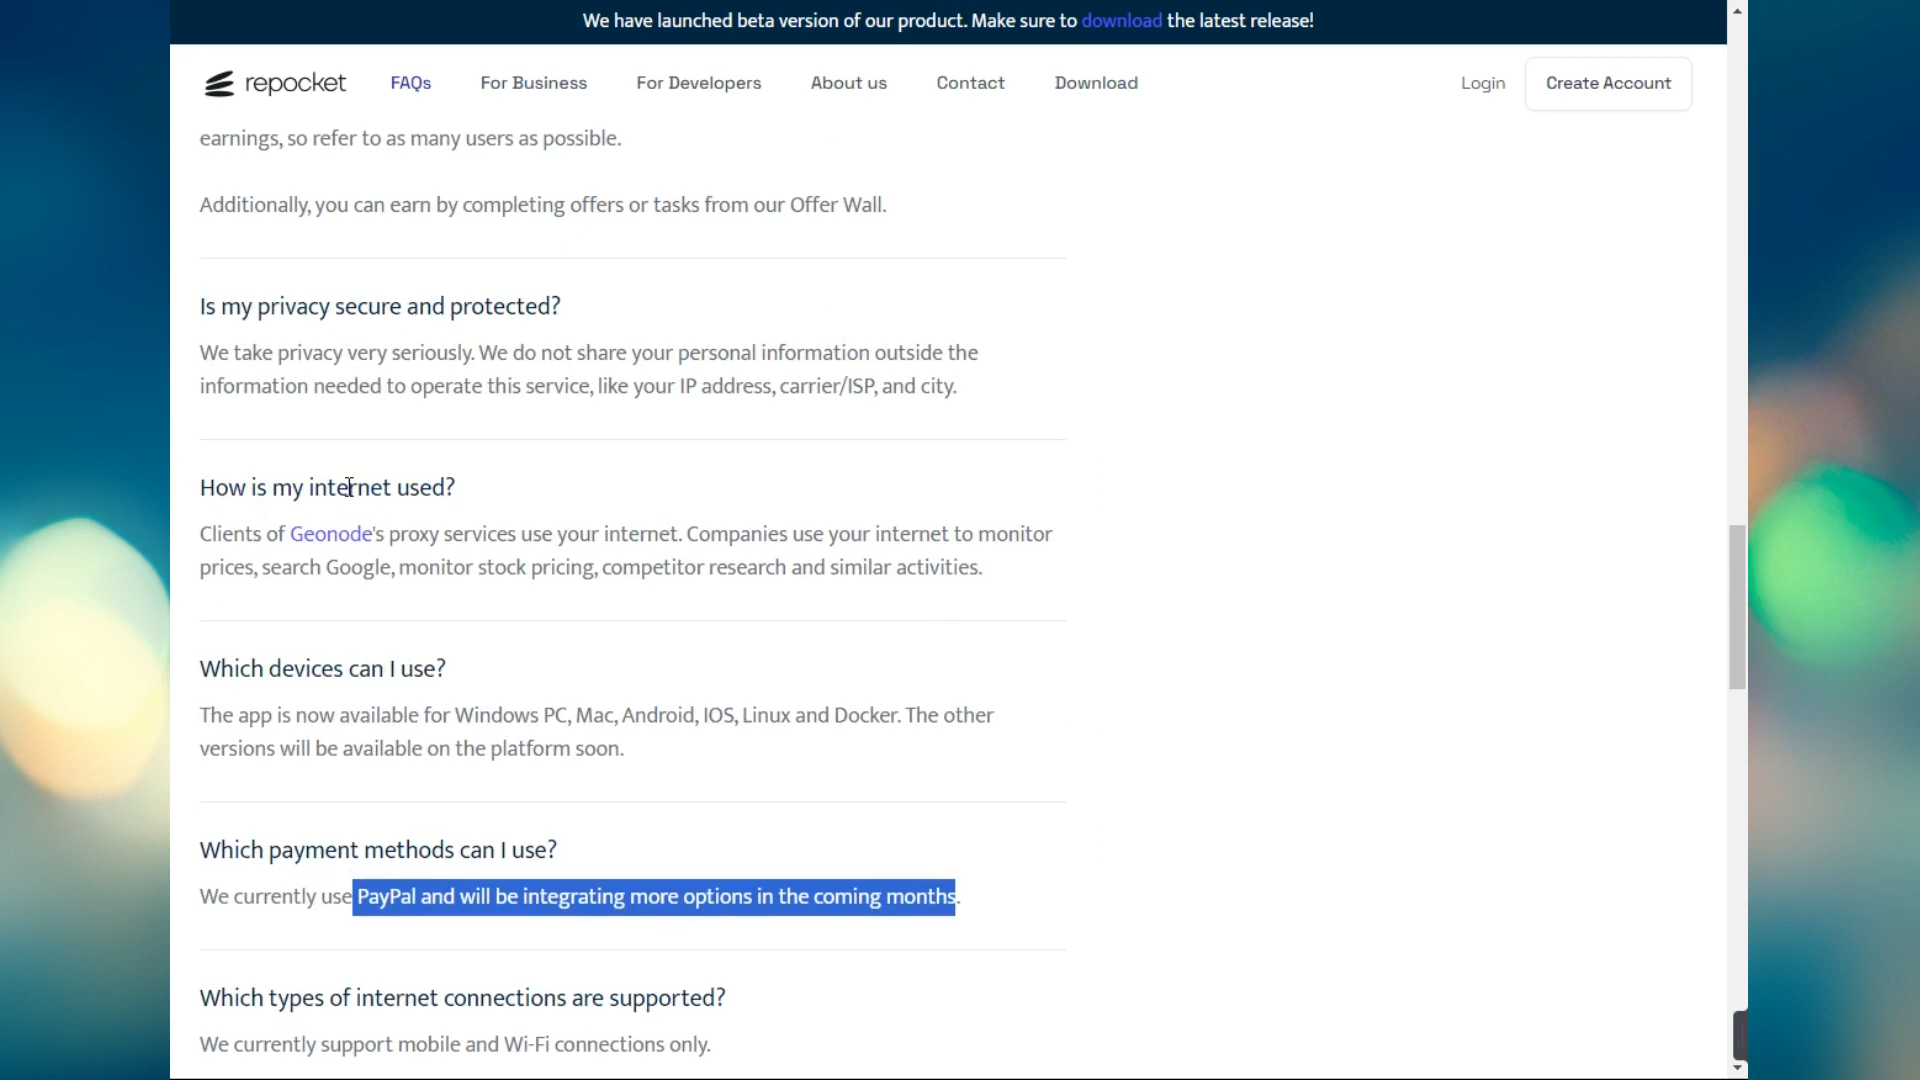 We have launched beta version of our product. Make sure to download the latest release!
repocket FAQs For Business For Developers About us Contact Download Login Create Account
earnings, so refer to as many users as possible.
Additionally, you can earn by completing offers or tasks from our Offer Wall.
Is my privacy secure and protected?
We take privacy very seriously. We do not share your personal information outside the
information needed to operate this service, like your IP address, carrier/ISP, and city.
How is my internet used?
Clients of Geonode's proxy services use your internet. Companies use your internet to monitor
prices, search Google, monitor stock pricing, competitor research and similar activities.
Which devices can I use?
The app is now available for Windows PC, Mac, Android, IOS, Linux and Docker. The other
versions will be available on the platform soon.
Which payment methods can I use?
We currently use PayPal and will be integrating more options in the coming months.
Which types of internet connections are supported?
We currently support mobile and Wi-Fi connections only.